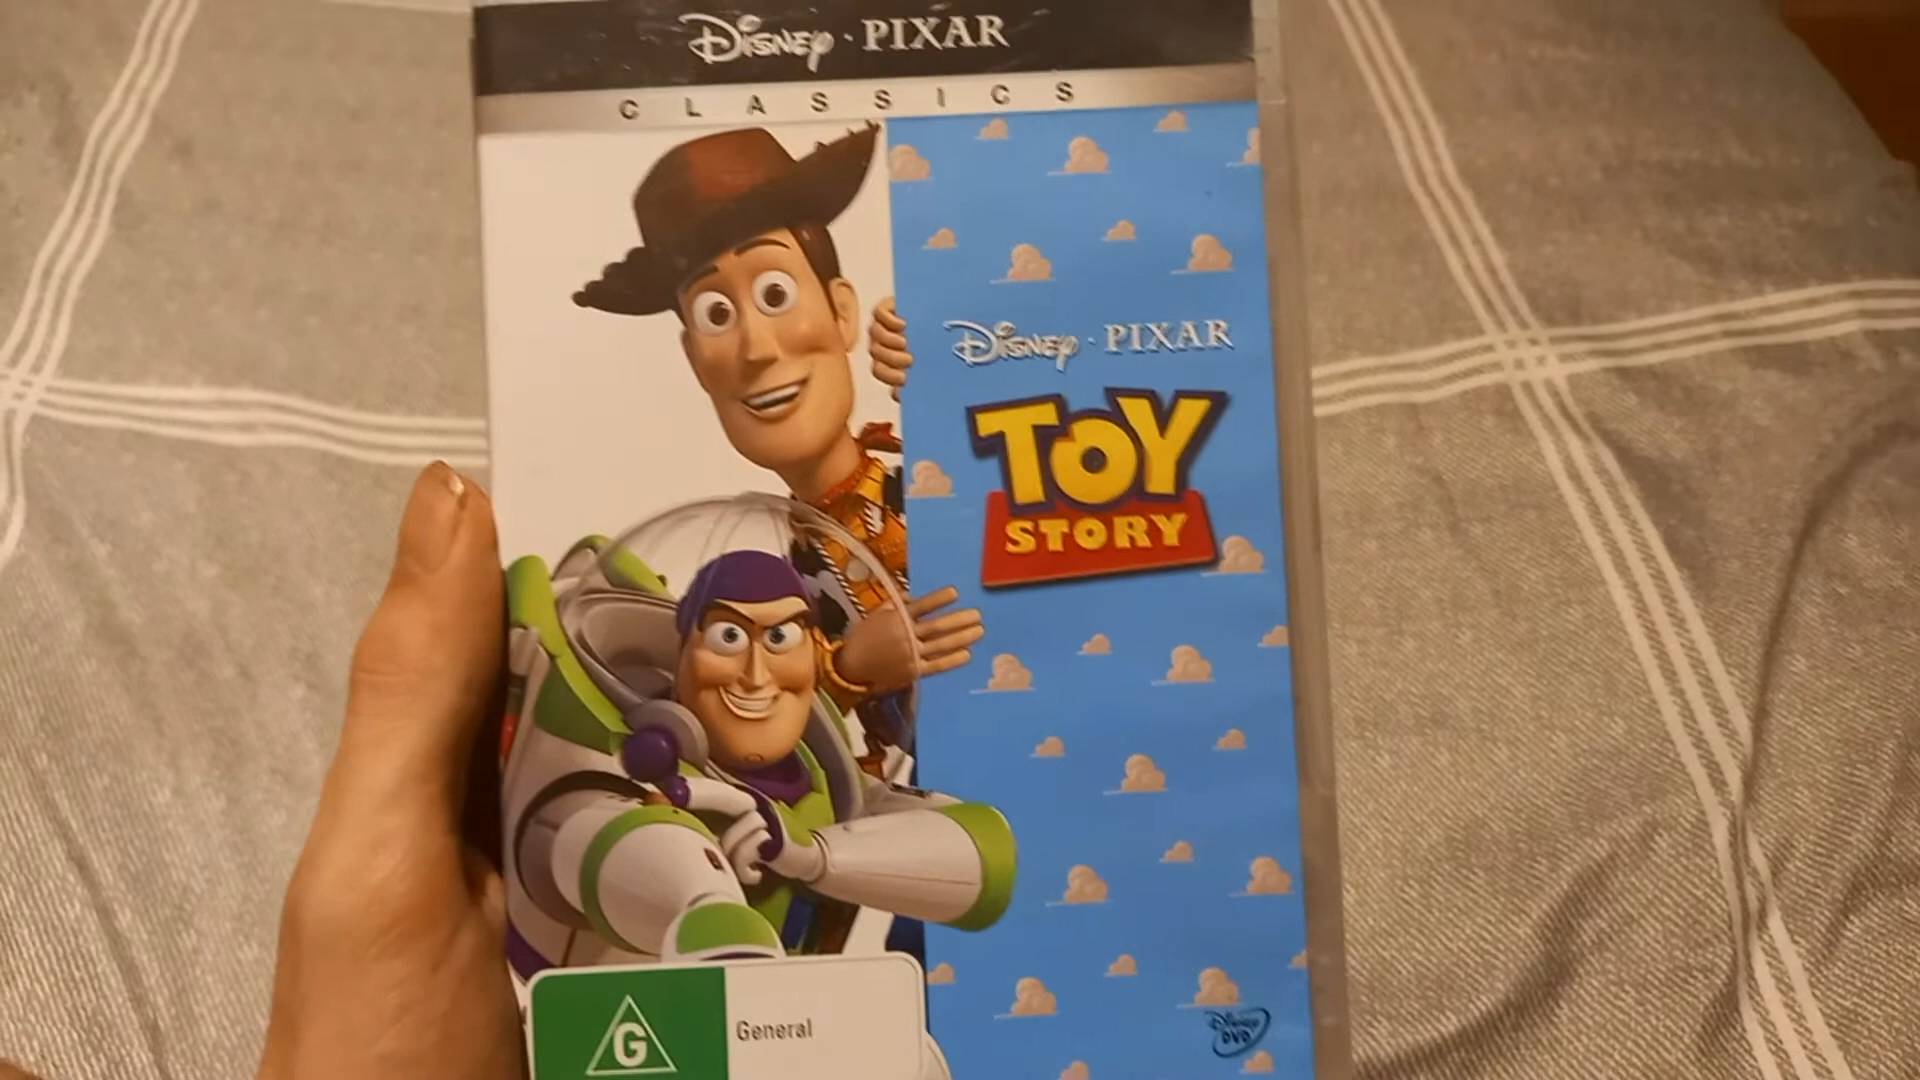 Disney · PIXAR
CLASSICS
Disney · PIXAR
TOY
STORY
G
General
Disney
DVD